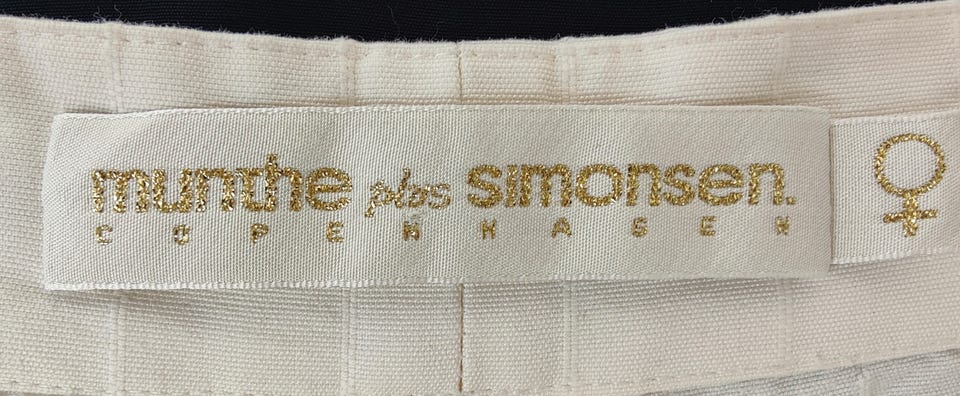 munthe plus simonsen.
COPENHAGEN
♀